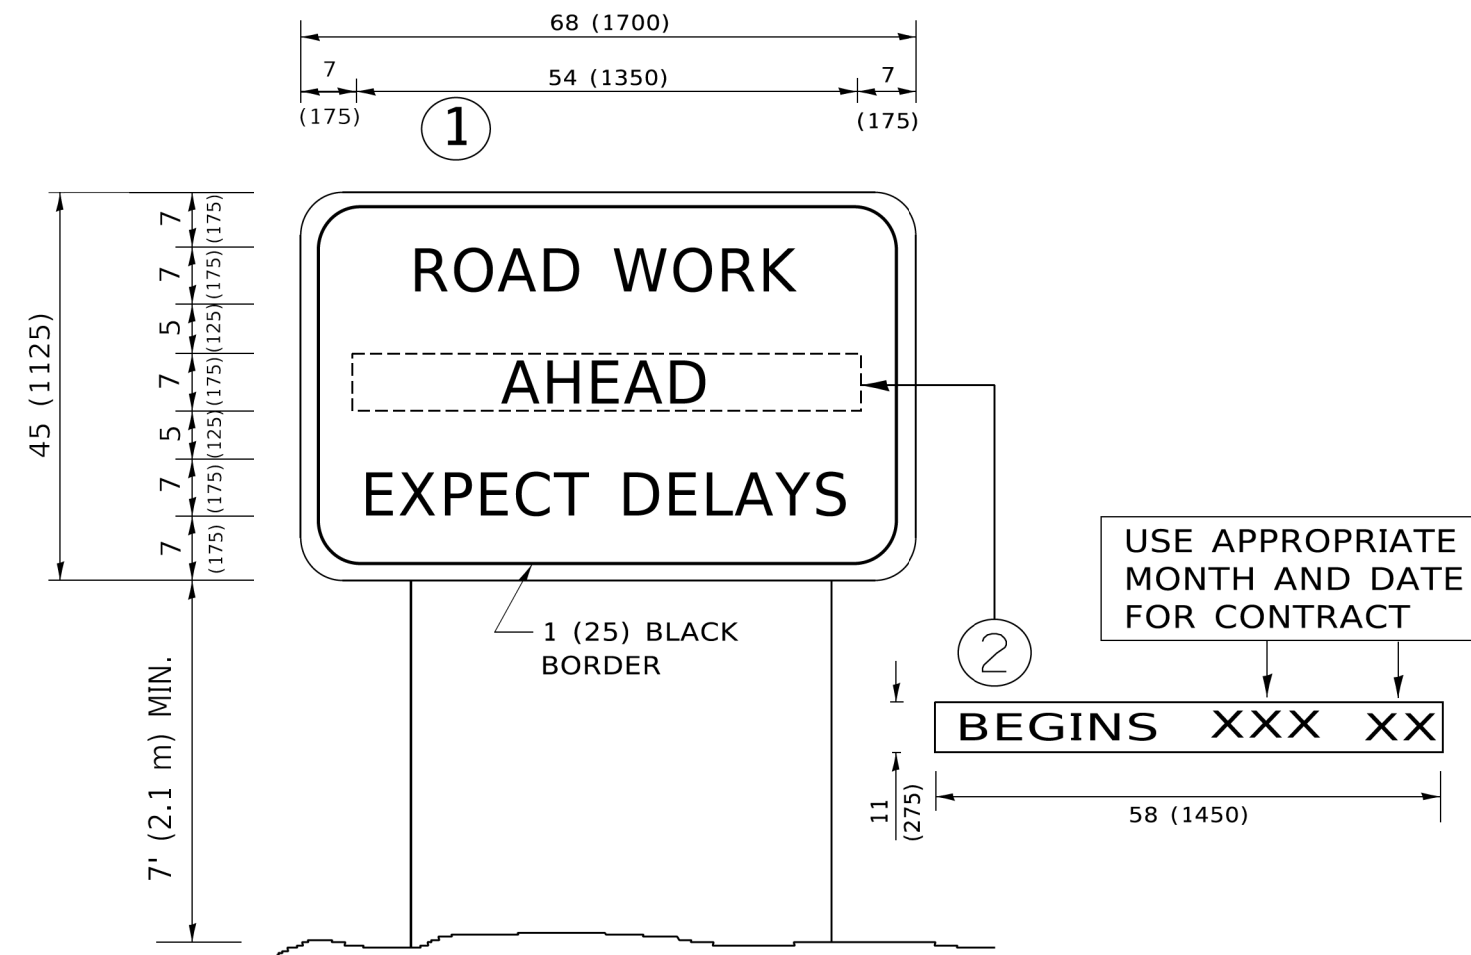 68 (1700)
7
54 (1350)
7
(175)
(175)
1
7 (175)
7 (175)
5 (125)
7 (175)
5 (125)
7 (175)
7 (175)
45 (1125)
ROAD WORK
AHEAD
EXPECT DELAYS
1 (25) BLACK
BORDER
7' (2.1 m) MIN.
2
USE APPROPRIATE
MONTH AND DATE
FOR CONTRACT
BEGINS XXX XX
11
(275)
58 (1450)